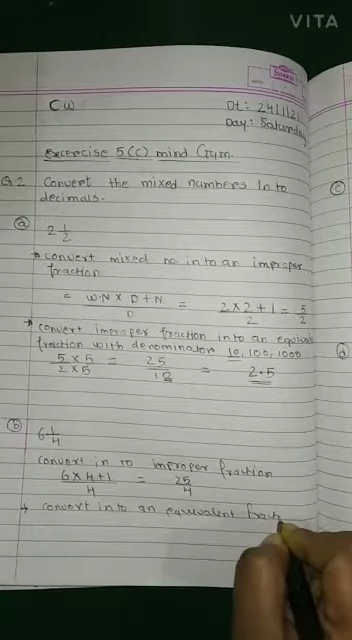 VITA
CW
Dt: 24/1/21
Day: Saturday
Excercise 5(C) mind Gym.
Q.2 Convert the mixed numbers In to
decimals.
(a) 2 1/2
→ convert mixed no into an improper
fraction
= W.N x D + N / D = 2 x 2 + 1 / 2 = 5/2
→ convert improper fraction into an equivale
fraction with denominator 10, 100, 1000
5 x 5 / 2 x 5 = 25 / 10 = 2.5
(b) 6 1/4
convert in to improper fraction
6 x 4 + 1 / 4 = 25 / 4
→ convert into an equivalent fract
(c)
(d)